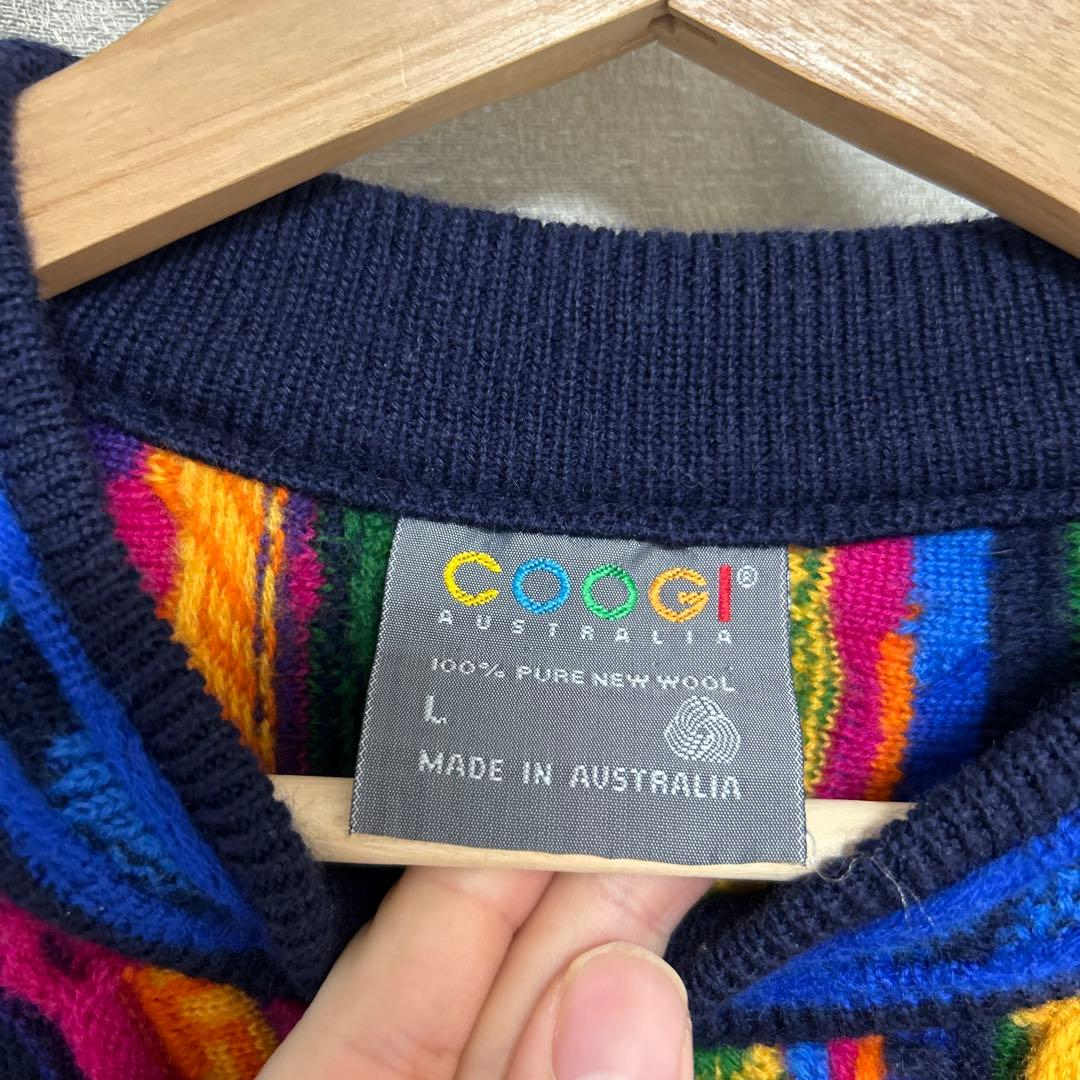 COOGI®
AUSTRALIA
100% PURE NEW WOOL
L
MADE IN AUSTRALIA